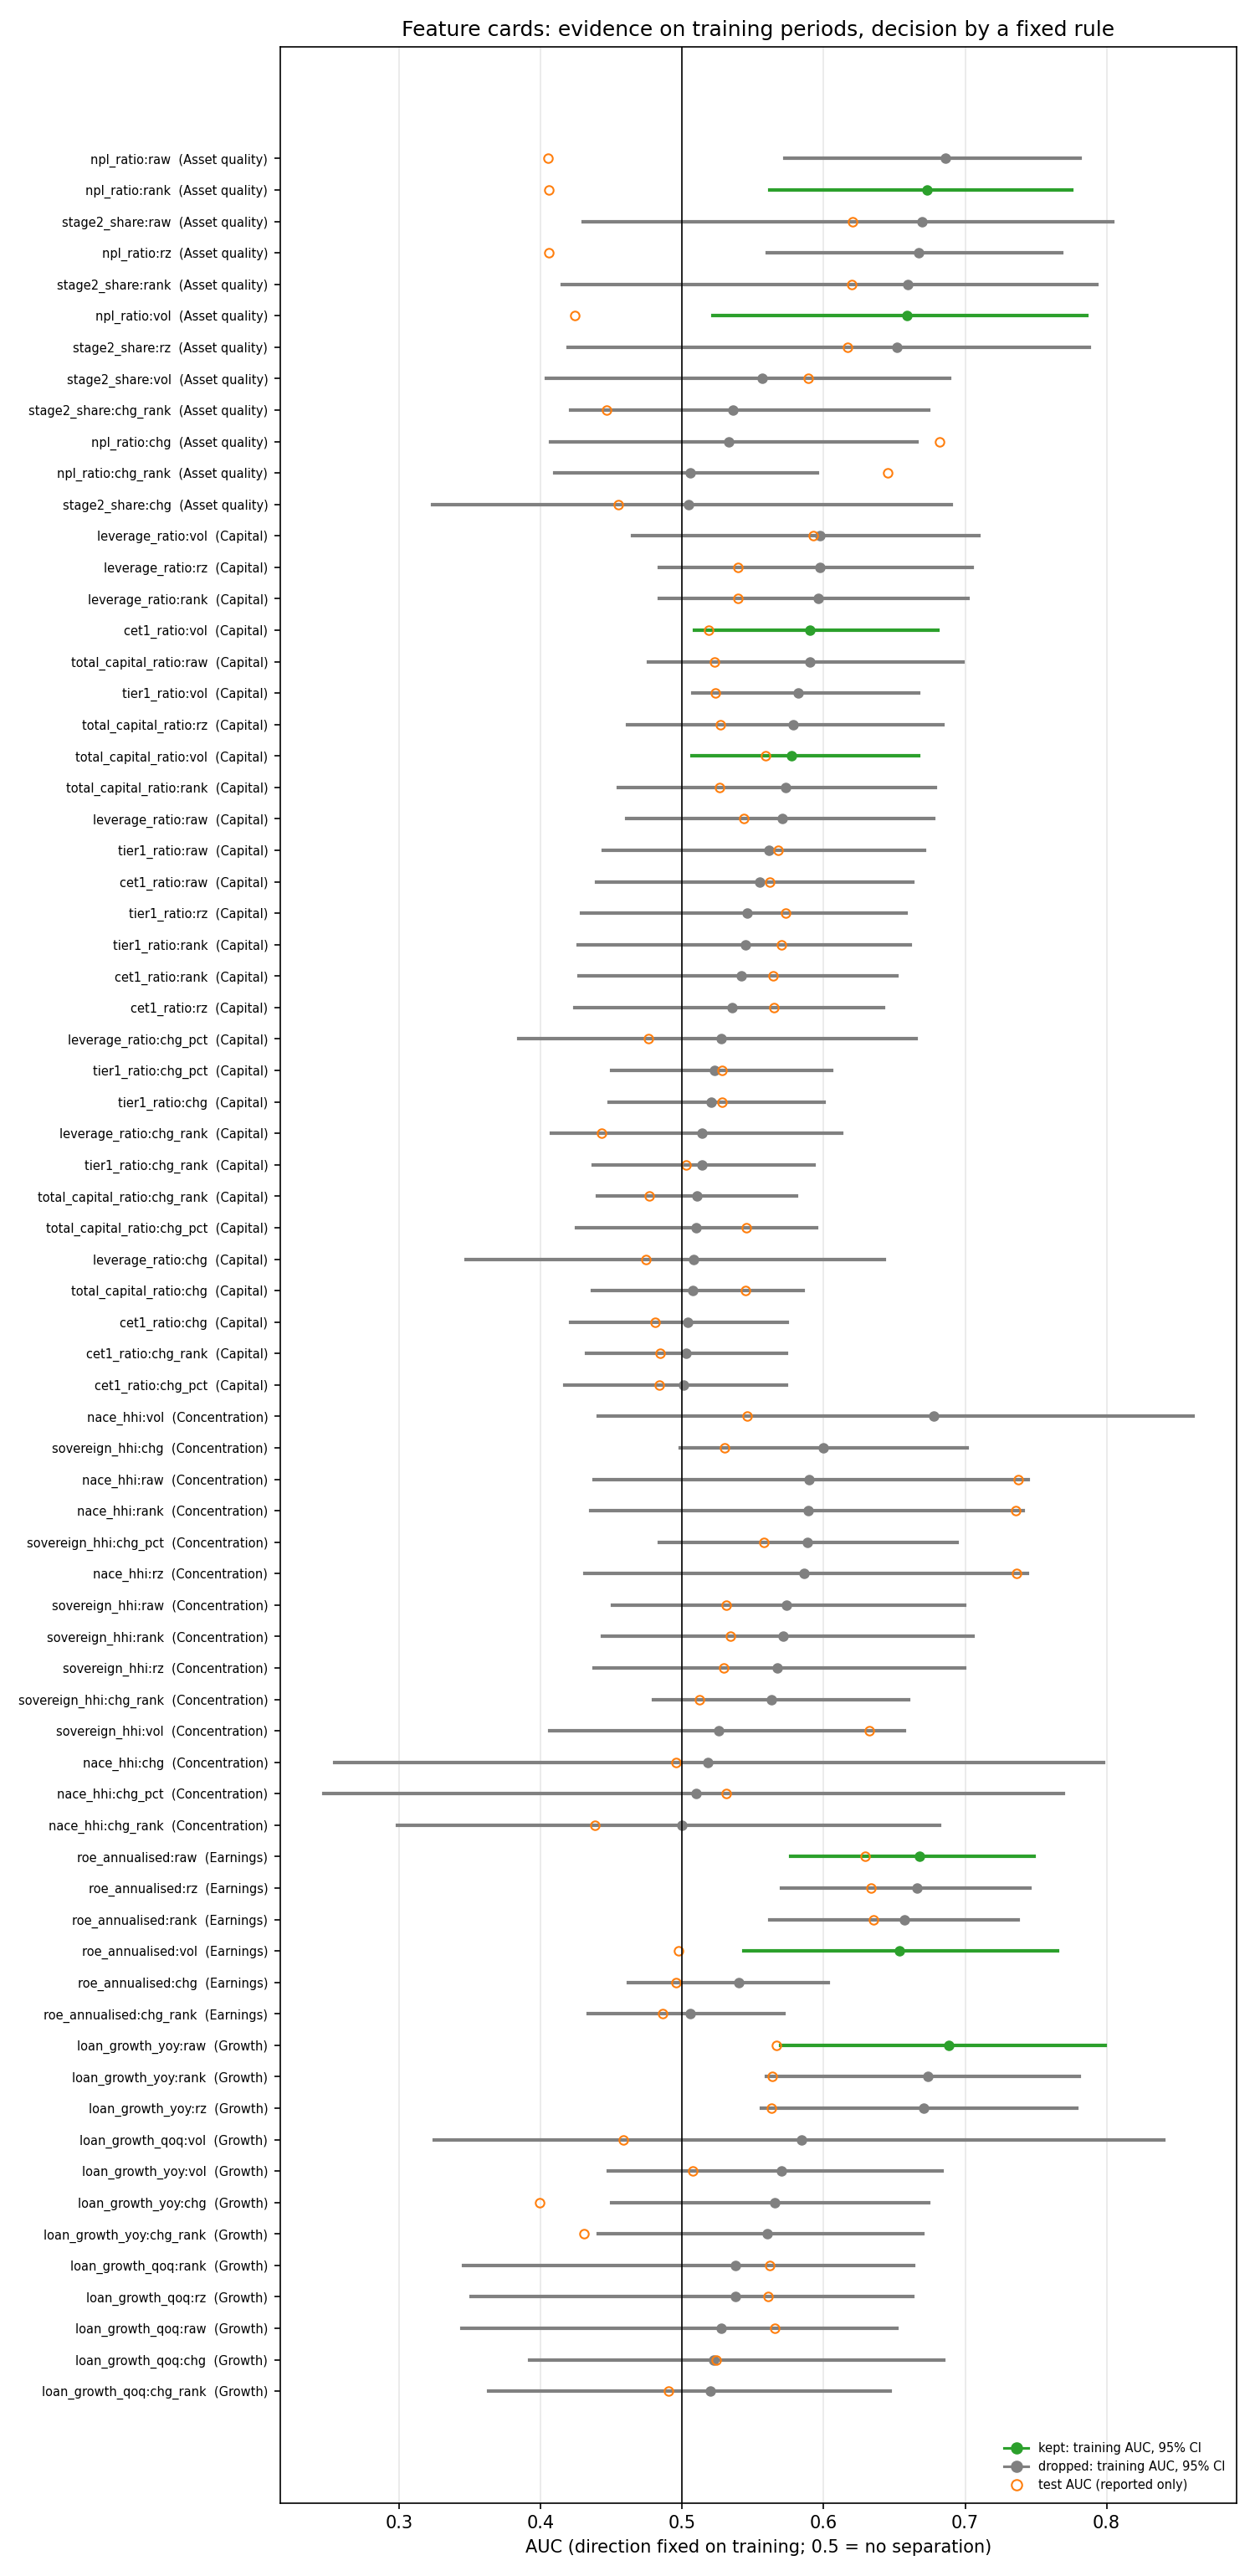 Feature cards: evidence on training periods, decision by a fixed rule
npl_ratio:raw (Asset quality)
npl_ratio:rank (Asset quality)
stage2_share:raw (Asset quality)
npl_ratio:rz (Asset quality)
stage2_share:rank (Asset quality)
npl_ratio:vol (Asset quality)
stage2_share:rz (Asset quality)
stage2_share:vol (Asset quality)
stage2_share:chg_rank (Asset quality)
npl_ratio:chg (Asset quality)
npl_ratio:chg_rank (Asset quality)
stage2_share:chg (Asset quality)
leverage_ratio:vol (Capital)
leverage_ratio:rz (Capital)
leverage_ratio:rank (Capital)
cet1_ratio:vol (Capital)
total_capital_ratio:raw (Capital)
tier1_ratio:vol (Capital)
total_capital_ratio:rz (Capital)
total_capital_ratio:vol (Capital)
total_capital_ratio:rank (Capital)
leverage_ratio:raw (Capital)
tier1_ratio:raw (Capital)
cet1_ratio:raw (Capital)
tier1_ratio:rz (Capital)
tier1_ratio:rank (Capital)
cet1_ratio:rank (Capital)
cet1_ratio:rz (Capital)
leverage_ratio:chg_pct (Capital)
tier1_ratio:chg_pct (Capital)
tier1_ratio:chg (Capital)
leverage_ratio:chg_rank (Capital)
tier1_ratio:chg_rank (Capital)
total_capital_ratio:chg_rank (Capital)
total_capital_ratio:chg_pct (Capital)
leverage_ratio:chg (Capital)
total_capital_ratio:chg (Capital)
cet1_ratio:chg (Capital)
cet1_ratio:chg_rank (Capital)
cet1_ratio:chg_pct (Capital)
nace_hhi:vol (Concentration)
sovereign_hhi:chg (Concentration)
nace_hhi:raw (Concentration)
nace_hhi:rank (Concentration)
sovereign_hhi:chg_pct (Concentration)
nace_hhi:rz (Concentration)
sovereign_hhi:raw (Concentration)
sovereign_hhi:rank (Concentration)
sovereign_hhi:rz (Concentration)
sovereign_hhi:chg_rank (Concentration)
sovereign_hhi:vol (Concentration)
nace_hhi:chg (Concentration)
nace_hhi:chg_pct (Concentration)
nace_hhi:chg_rank (Concentration)
roe_annualised:raw (Earnings)
roe_annualised:rz (Earnings)
roe_annualised:rank (Earnings)
roe_annualised:vol (Earnings)
roe_annualised:chg (Earnings)
roe_annualised:chg_rank (Earnings)
loan_growth_yoy:raw (Growth)
loan_growth_yoy:rank (Growth)
loan_growth_yoy:rz (Growth)
loan_growth_qoq:vol (Growth)
loan_growth_yoy:vol (Growth)
loan_growth_yoy:chg (Growth)
loan_growth_yoy:chg_rank (Growth)
loan_growth_qoq:rank (Growth)
loan_growth_qoq:rz (Growth)
loan_growth_qoq:raw (Growth)
loan_growth_qoq:chg (Growth)
loan_growth_qoq:chg_rank (Growth)
kept: training AUC, 95% CI
dropped: training AUC, 95% CI
test AUC (reported only)
0.3 0.4 0.5 0.6 0.7 0.8
AUC (direction fixed on training; 0.5 = no separation)